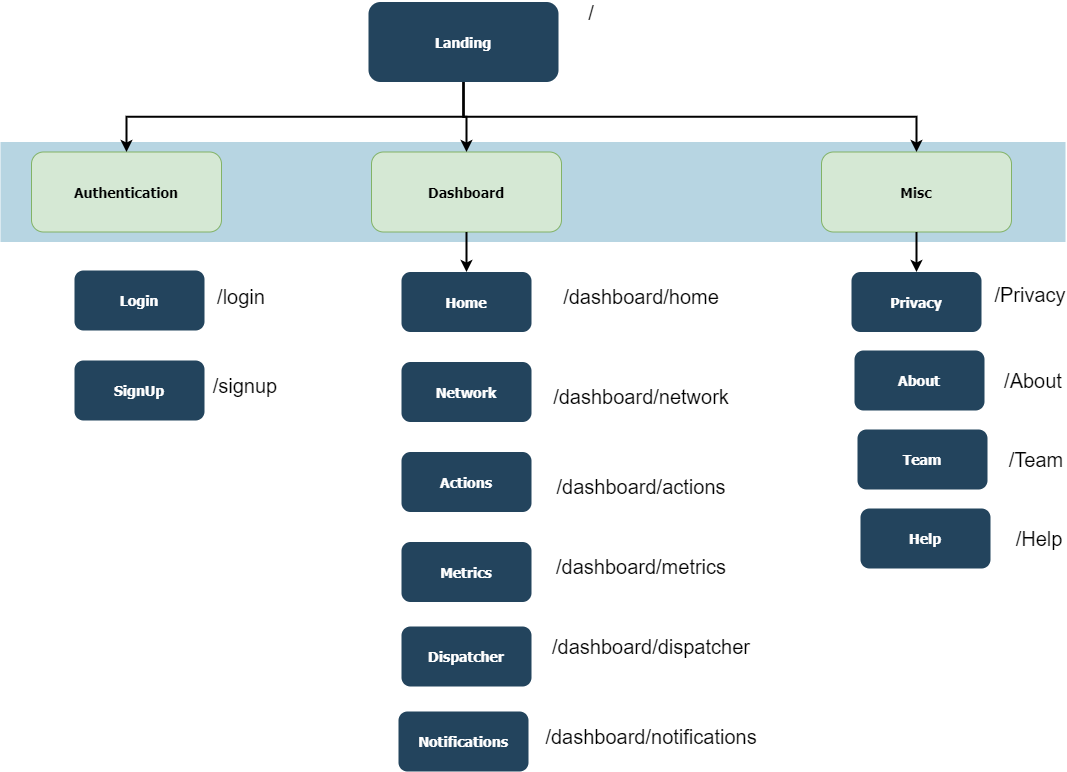 Landing
/
Authentication
Dashboard
Misc
Login
/login
SignUp
/signup
Home
/dashboard/home
Network
/dashboard/network
Actions
/dashboard/actions
Metrics
/dashboard/metrics
Dispatcher
/dashboard/dispatcher
Notifications
/dashboard/notifications
Privacy
/Privacy
About
/About
Team
/Team
Help
/Help